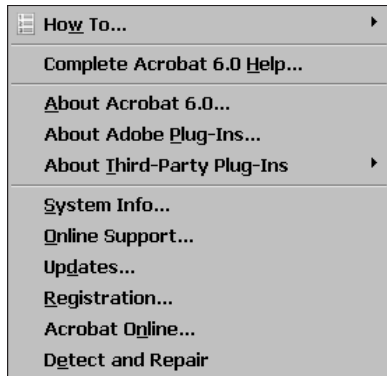 How To...
Complete Acrobat 6.0 Help...
About Acrobat 6.0...
About Adobe Plug-Ins...
About Third-Party Plug-Ins
System Info...
Online Support...
Updates...
Registration...
Acrobat Online...
Detect and Repair